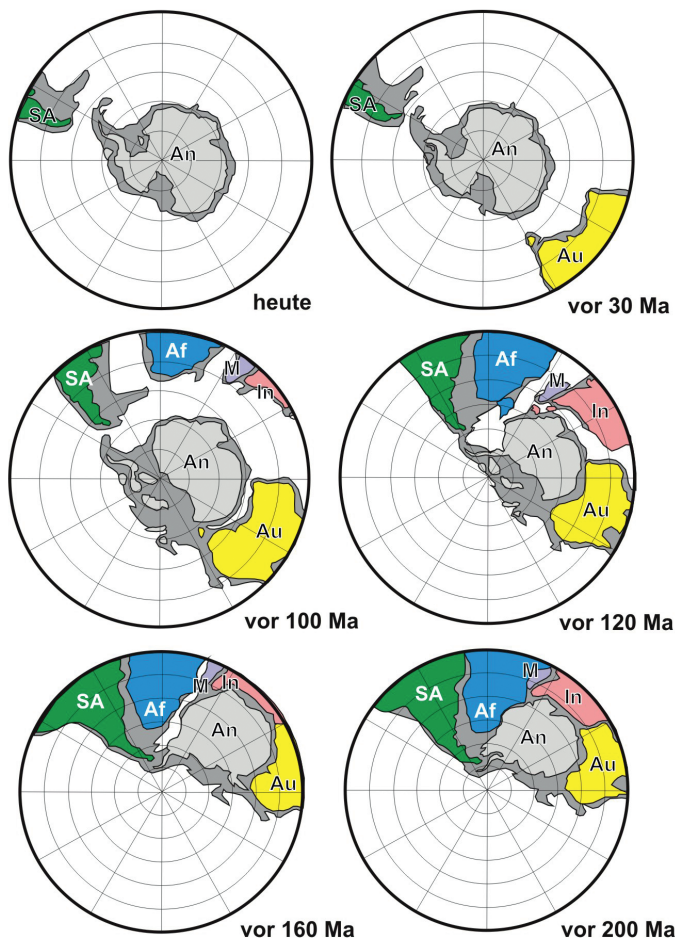 SA
An
heute
SA
An
Au
vor 30 Ma
SA
Af
M
In
An
Au
vor 100 Ma
SA
Af
M
In
An
Au
vor 120 Ma
SA
Af
M
In
An
Au
vor 160 Ma
SA
Af
M
In
An
Au
vor 200 Ma